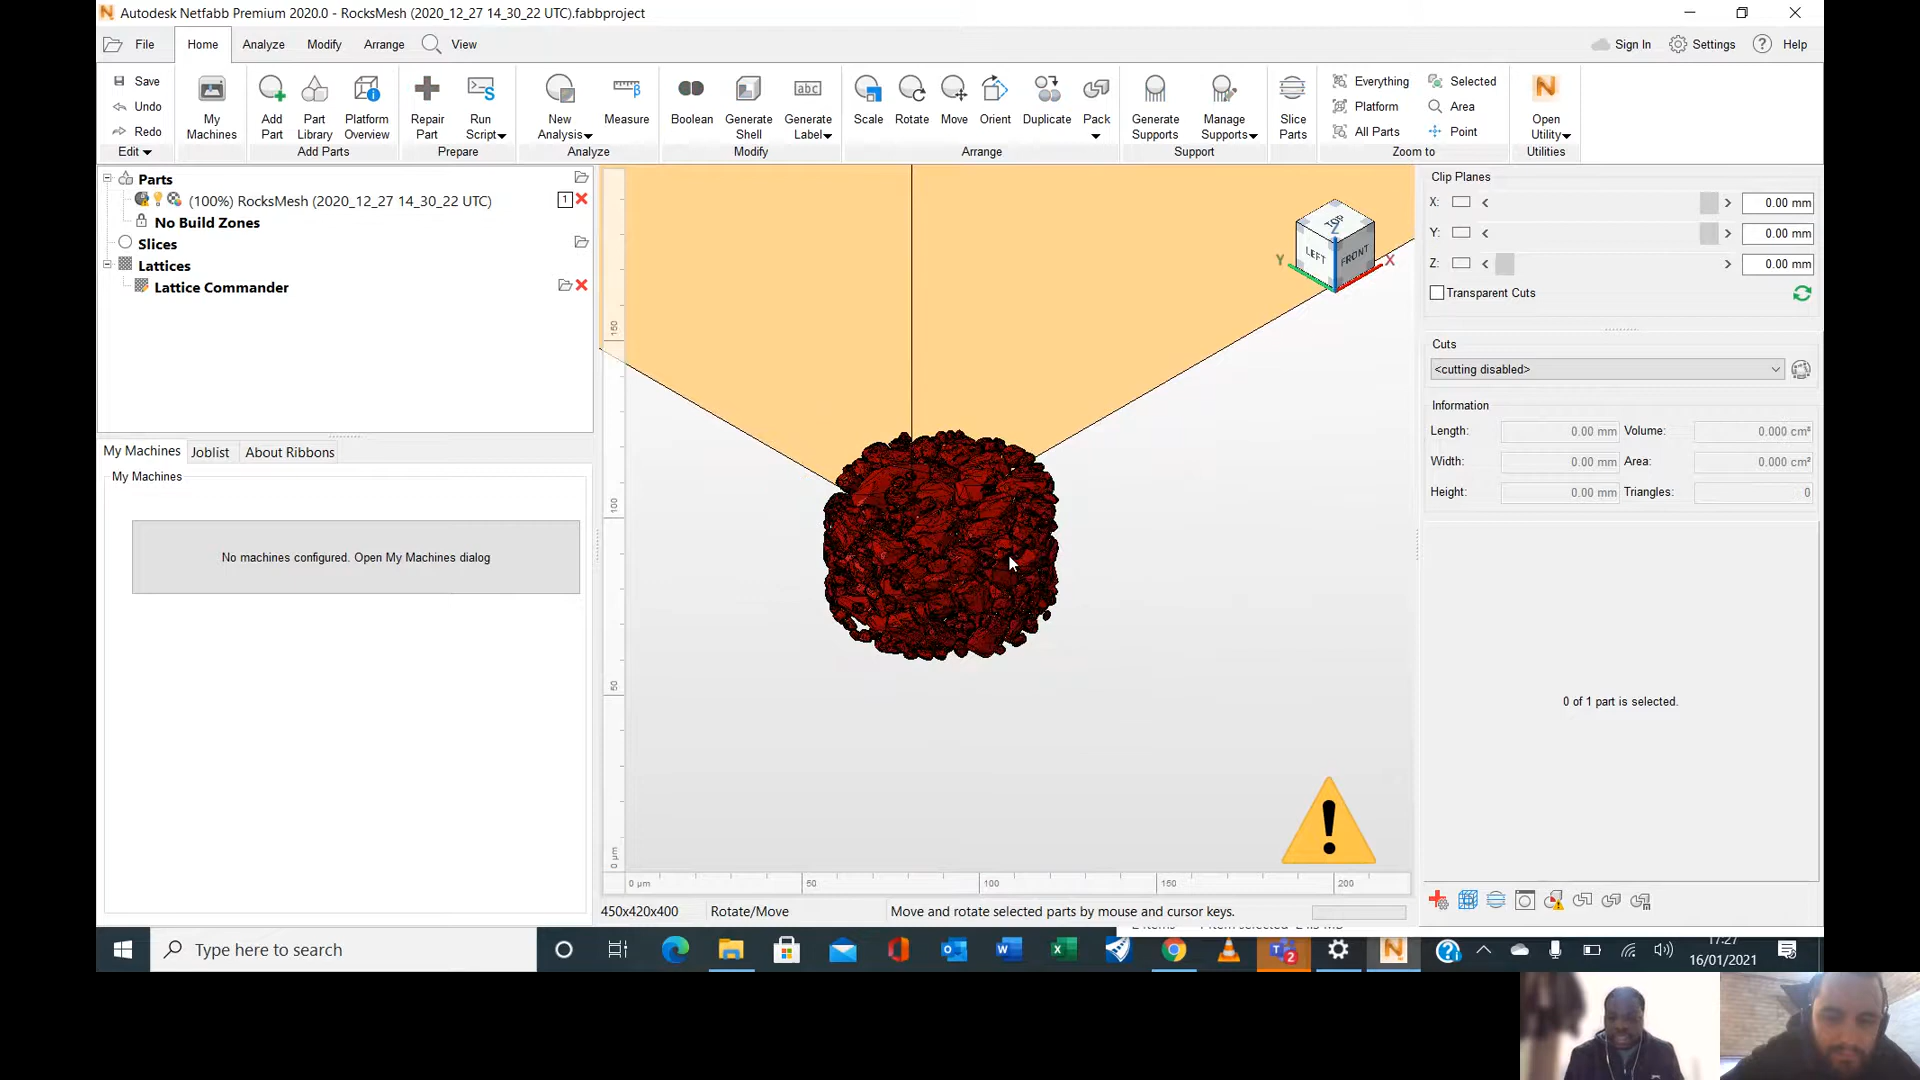 Autodesk Netfabb Premium 2020.0 - RocksMesh (2020_12_27 14_30_22 UTC).fabbproject
File Home Analyze Modify Arrange View Sign In Settings Help
Save Undo Redo Edit
My Machines
Add Part Part Library Platform Overview Add Parts
Repair Part Run Script Prepare
New Analysis Measure Analyze
Boolean Generate Shell Generate Label Modify
abc
Scale Rotate Move Orient Duplicate Pack Arrange
Generate Supports Manage Supports Support
Slice Parts
Everything Selected
Platform Area
All Parts Point
Zoom to
Open Utility Utilities
Parts
(100%) RocksMesh (2020_12_27 14_30_22 UTC) 1
No Build Zones
Slices
Lattices
Lattice Commander
My Machines Joblist About Ribbons
My Machines
No machines configured. Open My Machines dialog
TOP
LEFT FRONT
Z
Y X
150
100
50
0 µm
0 µm 50 100 150 200
450x420x400 Rotate/Move Move and rotate selected parts by mouse and cursor keys.
Clip Planes
X: 0.00 mm
Y: 0.00 mm
Z: 0.00 mm
Transparent Cuts
Cuts
<cutting disabled>
Information
Length: 0.00 mm Volume: 0.000 cm³
Width: 0.00 mm Area: 0.000 cm²
Height: 0.00 mm Triangles: 0
0 of 1 part is selected.
Type here to search
2
17:27
16/01/2021